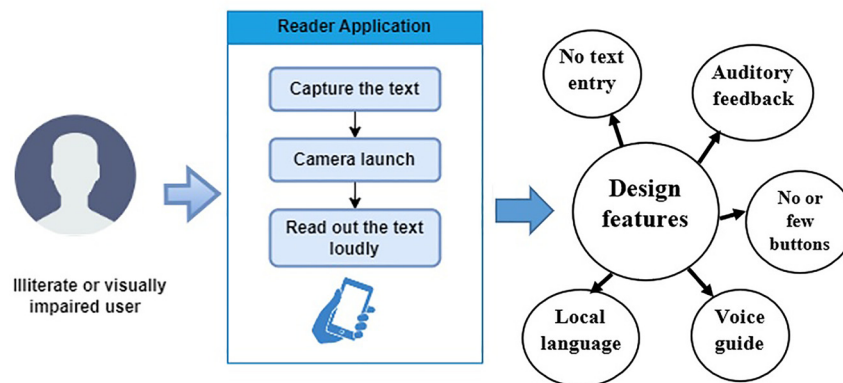 Reader Application
Capture the text
Camera launch
Read out the text
loudly
Illiterate or visually
impaired user
No text
entry
Auditory
feedback
Design
features
No or
few
buttons
Local
language
Voice
guide